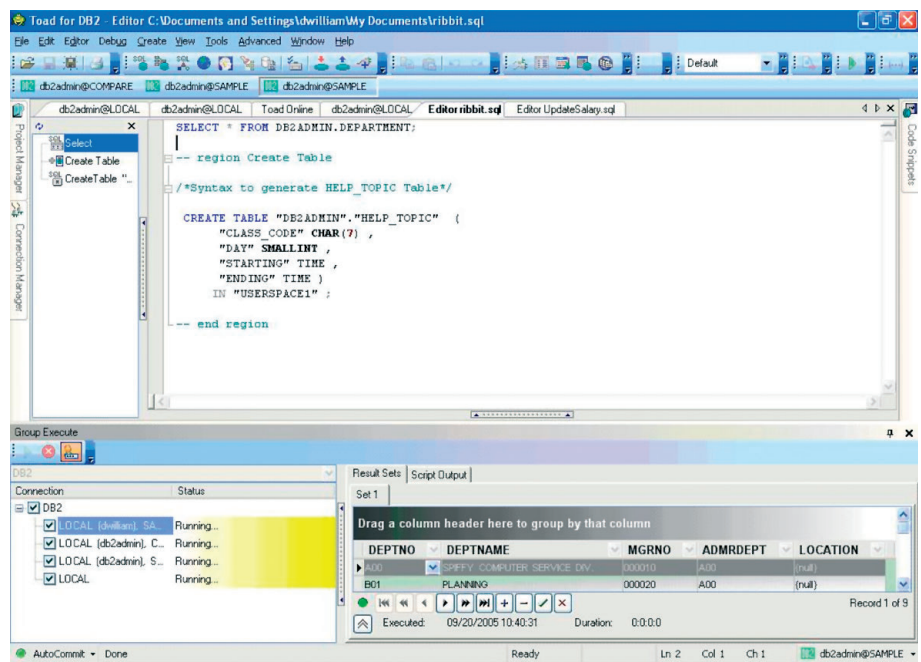 Toad for DB2 - Editor C:\Documents and Settings\dwilliam\My Documents\ribbit.sql
File Edit Editor Debug Create View Tools Advanced Window Help
Default
db2admin@COMPARE db2admin@SAMPLE db2admin@SAMPLE
db2admin@LOCAL db2admin@LOCAL Toad Online db2admin@LOCAL Editor ribbit.sql Editor UpdateSalary.sql
Project Manager
Connection Manager
Code Snippets
Select
Create Table
CreateTable "...
SELECT * FROM DB2ADMIN.DEPARTMENT;
-- region Create Table
/*Syntax to generate HELP_TOPIC Table*/
CREATE TABLE "DB2ADMIN"."HELP_TOPIC" (
"CLASS_CODE" CHAR(7) ,
"DAY" SMALLINT ,
"STARTING" TIME ,
"ENDING" TIME )
IN "USERSPACE1" ;
-- end region
Group Execute
DB2
Connection Status
DB2
LOCAL (dwilliam), SA... Running...
LOCAL (db2admin), C... Running...
LOCAL (db2admin), S... Running...
LOCAL Running...
Result Sets Script Output
Set 1
Drag a column header here to group by that column
DEPTNO DEPTNAME MGRNO ADMRDEPT LOCATION
A00 SPIFFY COMPUTER SERVICE DIV. 000010 A00 (null)
B01 PLANNING 000020 A00 (null)
Record 1 of 9
Executed: 09/20/2005 10:40:31 Duration: 0:0:0:0
AutoCommit Done Ready Ln 2 Col 1 Ch 1 db2admin@SAMPLE